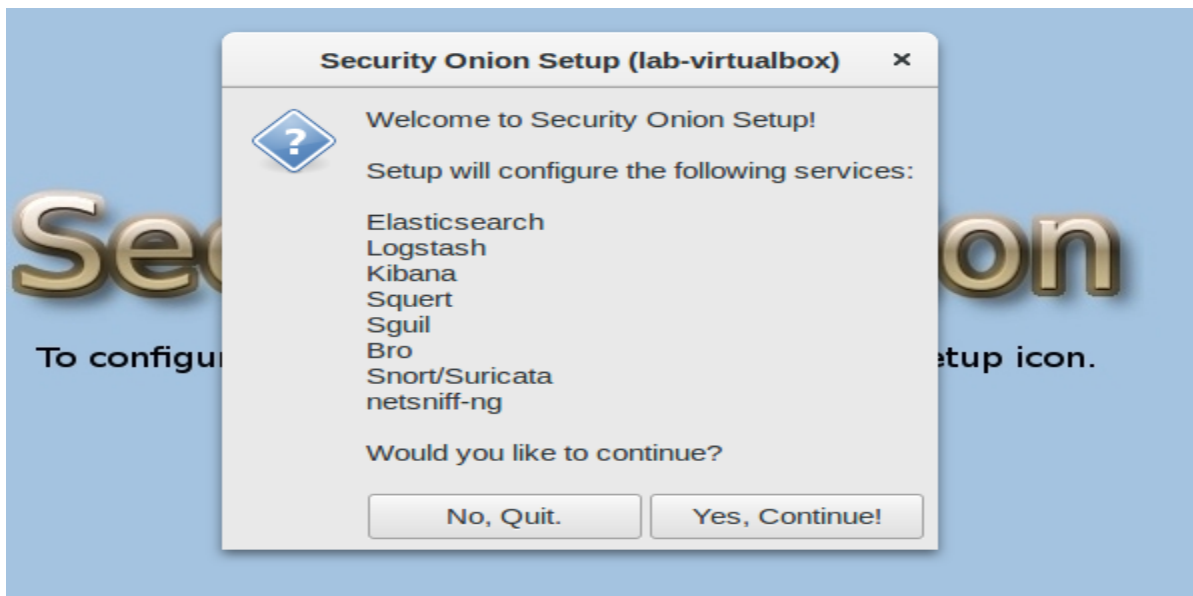 Security Onion Setup (lab-virtualbox) ×
?
Welcome to Security Onion Setup!
Setup will configure the following services:
Elasticsearch
Logstash
Kibana
Squert
Sguil
Bro
Snort/Suricata
netsniff-ng
Would you like to continue?
No, Quit. Yes, Continue!
Sec on
To configu etup icon.